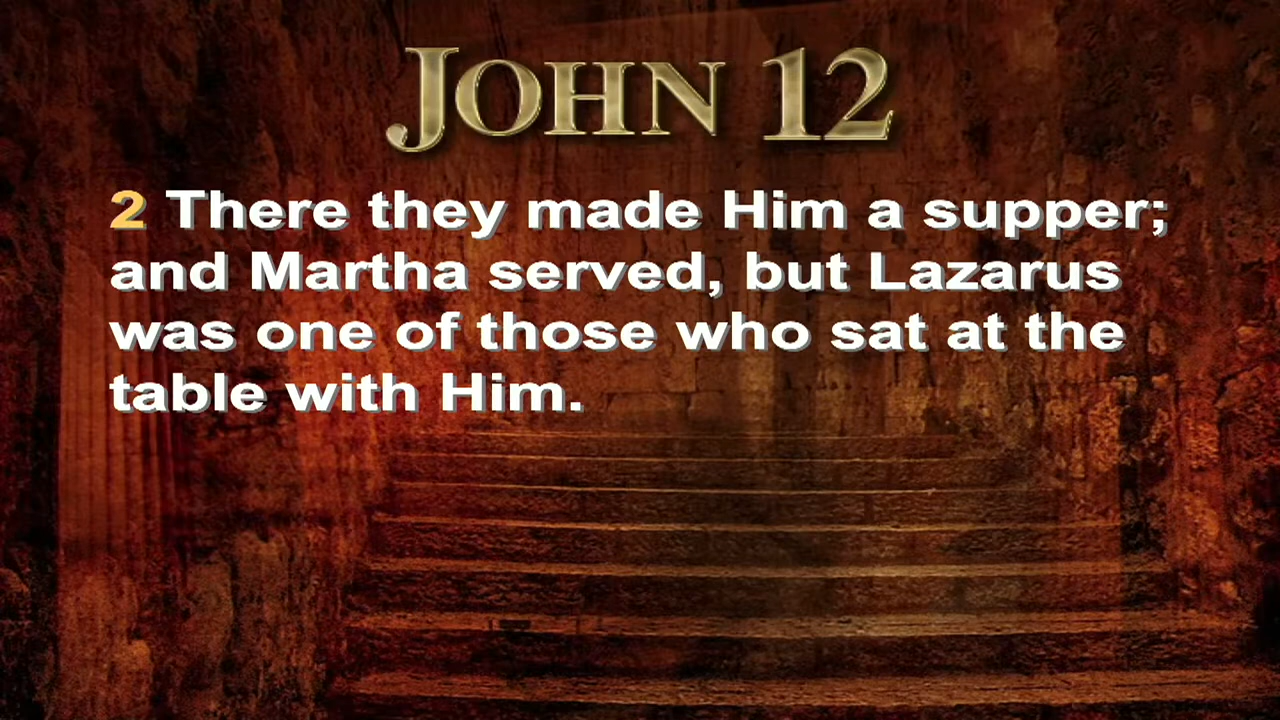 JOHN 12
2 There they made Him a supper;
and Martha served, but Lazarus
was one of those who sat at the
table with Him.